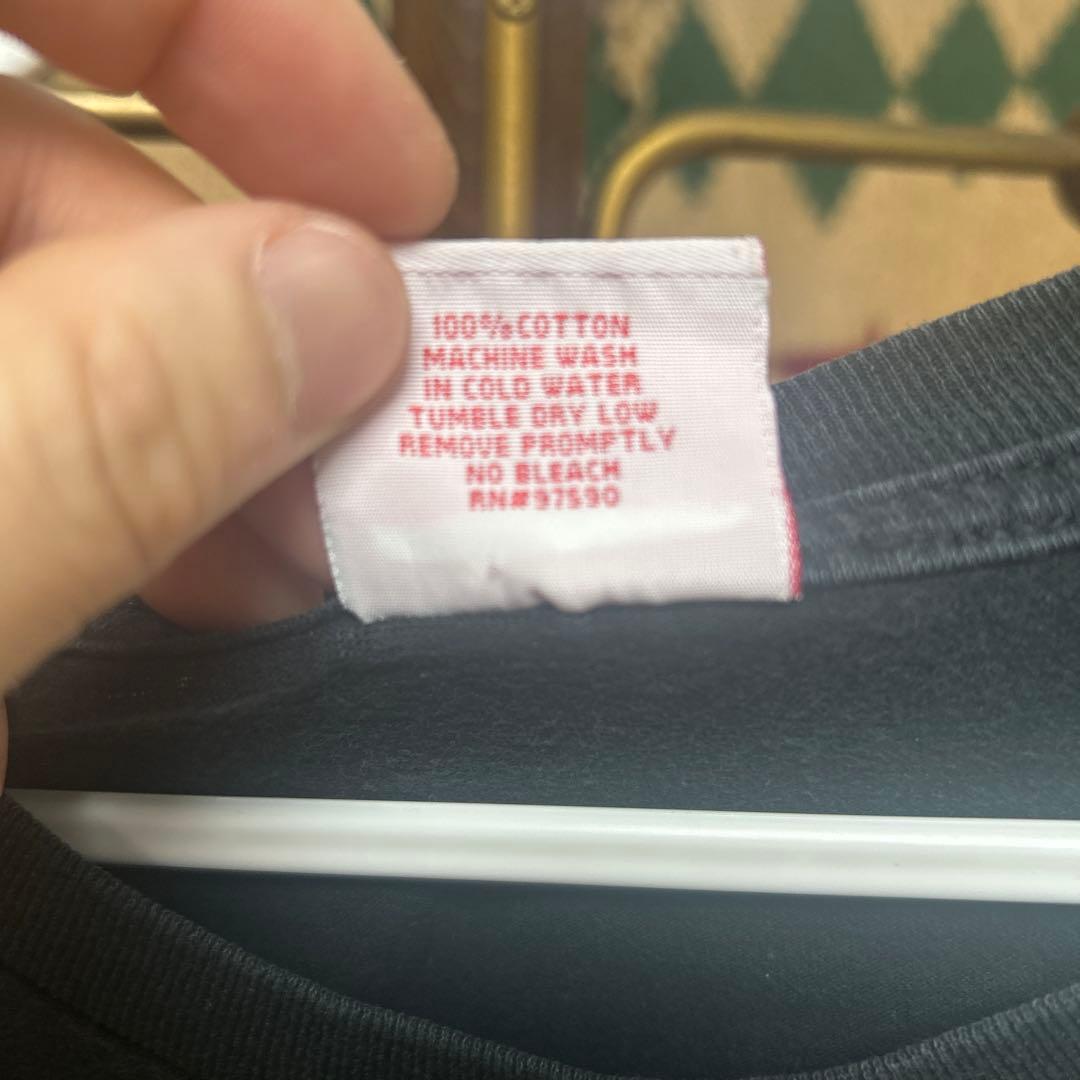 100%COTTON
MACHINE WASH
IN COLD WATER
TUMBLE DRY LOW
REMOVE PROMPTLY
NO BLEACH
RN#97590